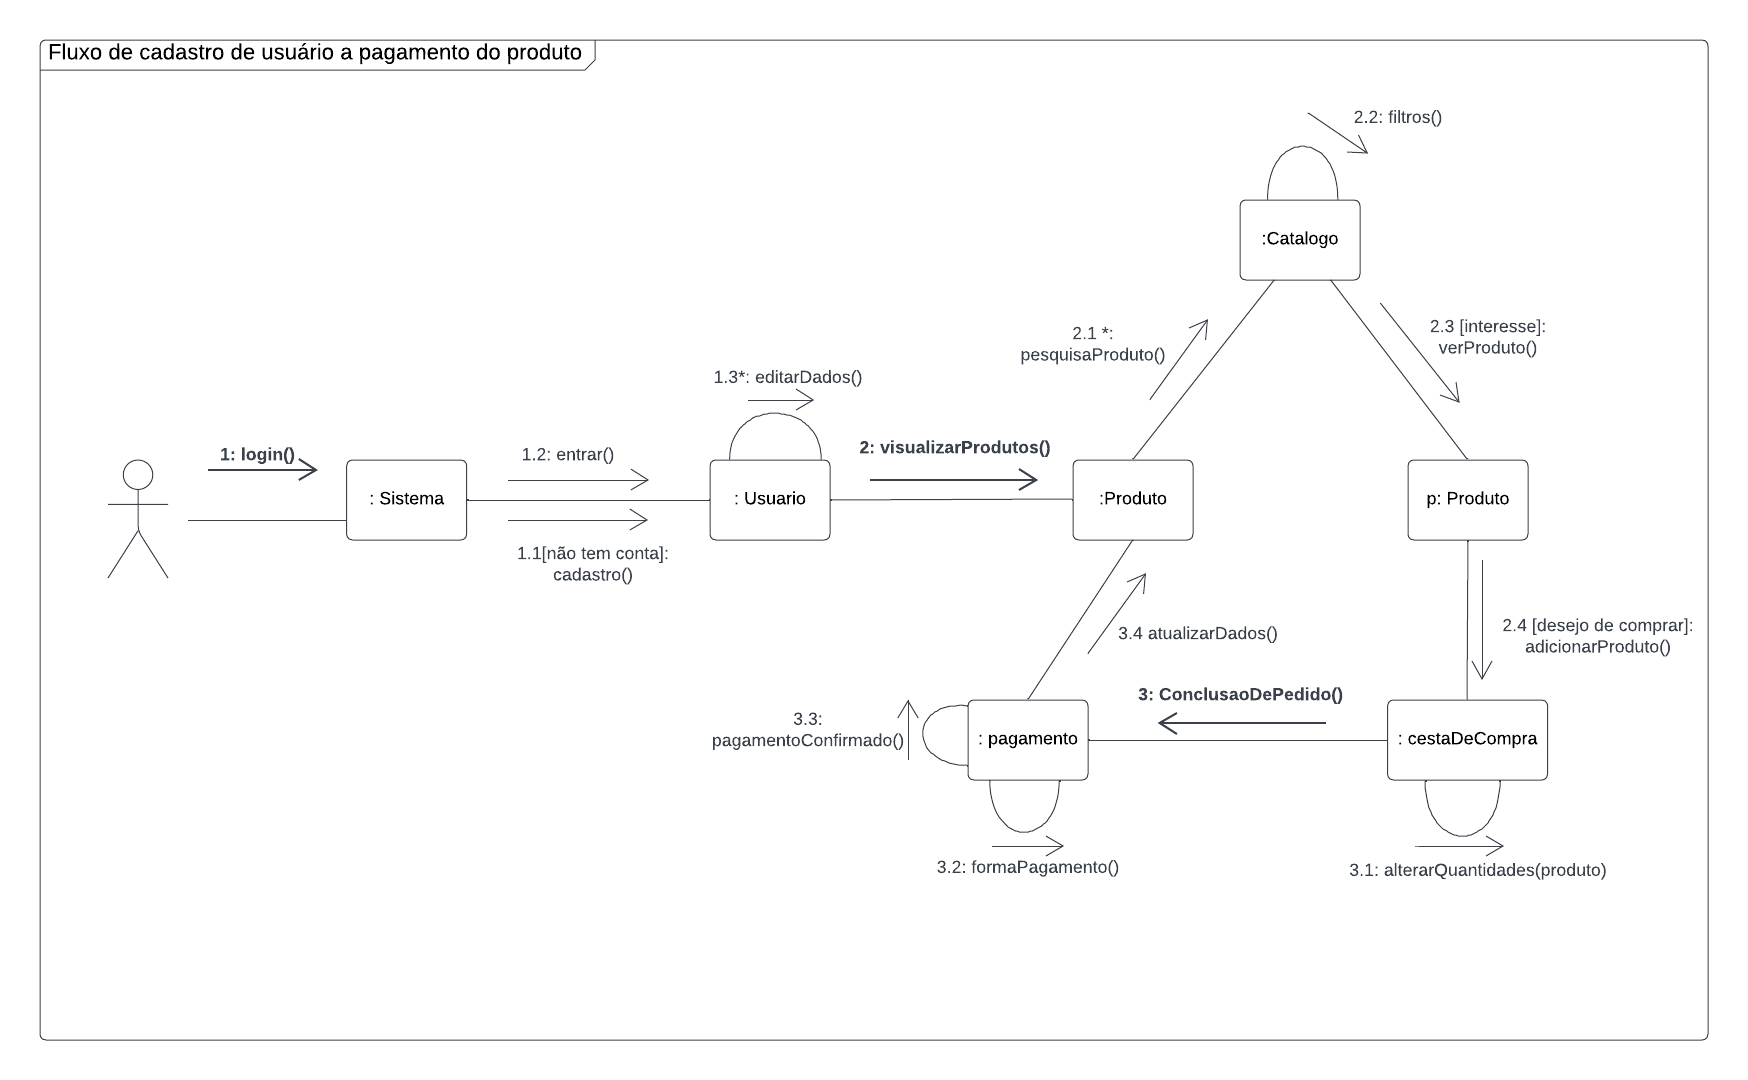 Fluxo de cadastro de usuário a pagamento do produto
2.2: filtros()
:Catalogo
2.1 *:
pesquisaProduto()
2.3 [interesse]:
verProduto()
1.3*: editarDados()
1: login()
1.2: entrar()
2: visualizarProdutos()
: Sistema
: Usuario
:Produto
p: Produto
1.1[não tem conta]:
cadastro()
3.4 atualizarDados()
2.4 [desejo de comprar]:
adicionarProduto()
3: ConclusaoDePedido()
3.3:
pagamentoConfirmado()
: pagamento
: cestaDeCompra
3.2: formaPagamento()
3.1: alterarQuantidades(produto)